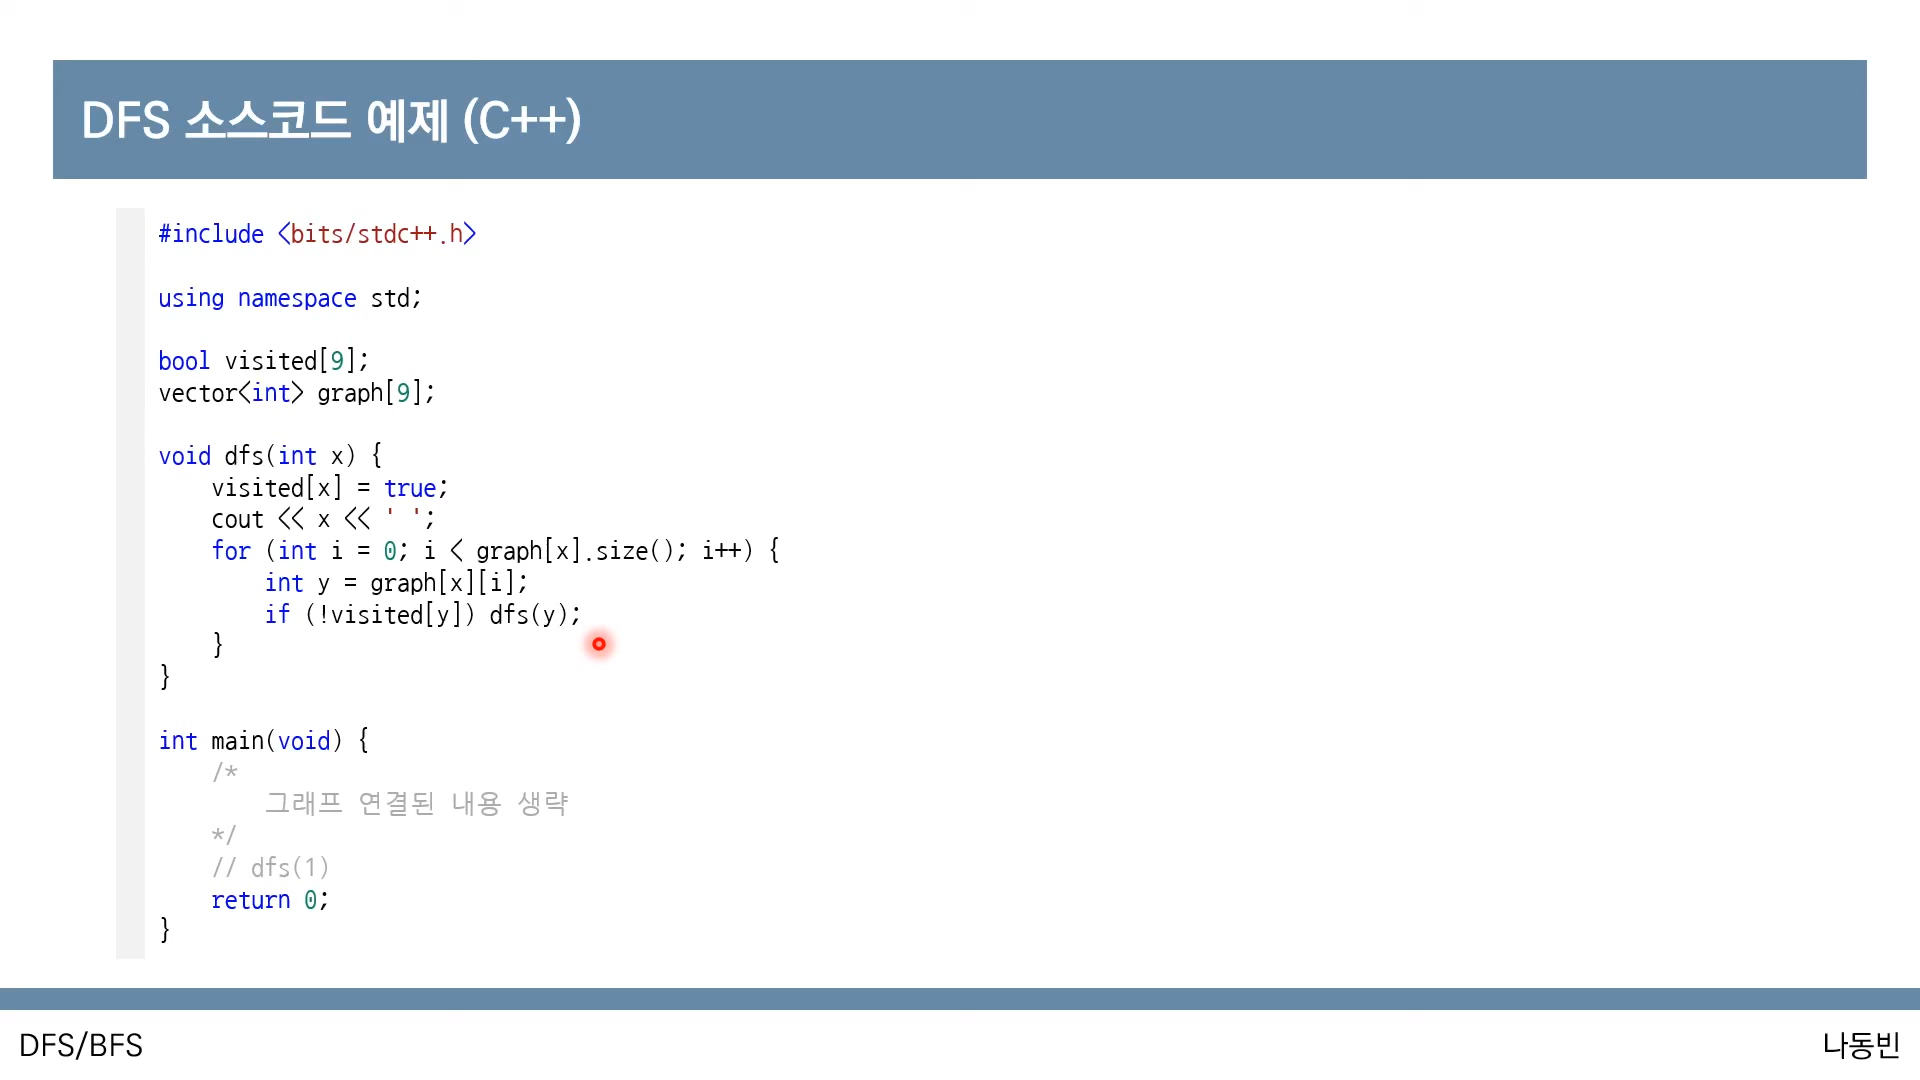 DFS 소스코드 예제 (C++)
#include <bits/stdc++.h>
using namespace std;
bool visited[9];
vector<int> graph[9];
void dfs(int x) {
    visited[x] = true;
    cout << x << ' ';
    for (int i = 0; i < graph[x].size(); i++) {
        int y = graph[x][i];
        if (!visited[y]) dfs(y);
    }
}
int main(void) {
    /*
        그래프 연결된 내용 생략
    */
    // dfs(1)
    return 0;
}
DFS/BFS
나동빈